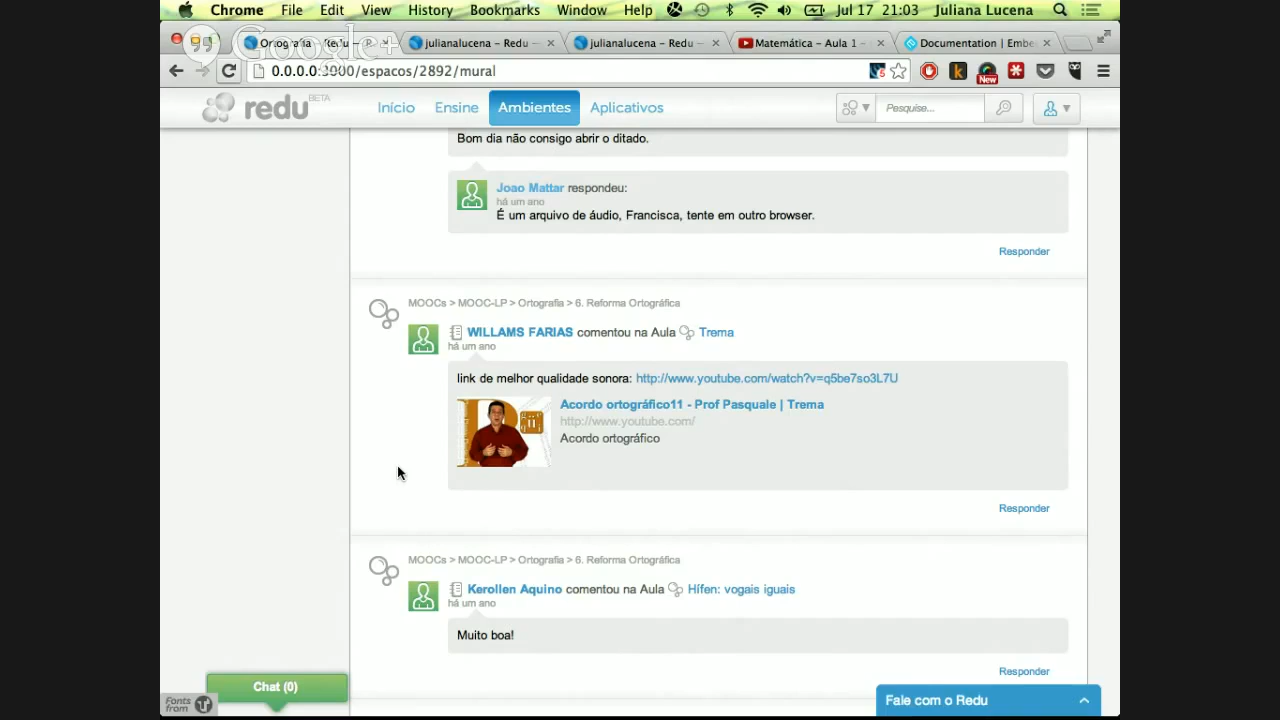 Chrome File Edit View History Bookmarks Window Help Jul 17 21:03 Juliana Lucena
Google+
Ortografia Redu – julianalucena – Redu – julianalucena – Redu – Matemática – Aula 1 – Documentation | Embe
0.0.0.0:3000/espacos/2892/mural
New
redu BETA Início Ensine Ambientes Aplicativos Pesquise...
Bom dia não consigo abrir o ditado.
Joao Mattar respondeu:
há um ano
É um arquivo de áudio, Francisca, tente em outro browser.
Responder
MOOCs > MOOC-LP > Ortografia > 6. Reforma Ortográfica
WILLAMS FARIAS comentou na Aula Trema
há um ano
link de melhor qualidade sonora: http://www.youtube.com/watch?v=q5be7so3L7U
Acordo ortográfico11 - Prof Pasquale | Trema
http://www.youtube.com/
Acordo ortográfico
Responder
MOOCs > MOOC-LP > Ortografia > 6. Reforma Ortográfica
Kerollen Aquino comentou na Aula Hífen: vogais iguais
há um ano
Muito boa!
Responder
Chat (0)
Fonts from
Fale com o Redu